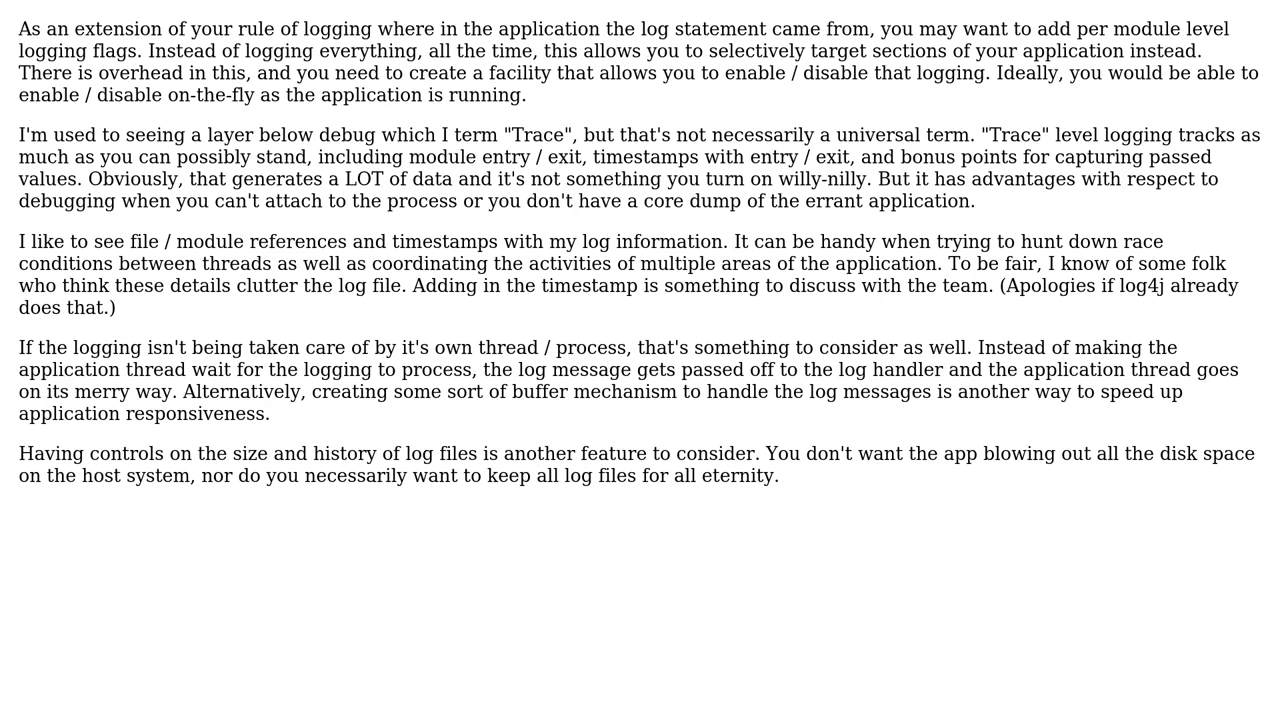 As an extension of your rule of logging where in the application the log statement came from, you may want to add per module level
logging flags. Instead of logging everything, all the time, this allows you to selectively target sections of your application instead.
There is overhead in this, and you need to create a facility that allows you to enable / disable that logging. Ideally, you would be able to
enable / disable on-the-fly as the application is running.
I'm used to seeing a layer below debug which I term "Trace", but that's not necessarily a universal term. "Trace" level logging tracks as
much as you can possibly stand, including module entry / exit, timestamps with entry / exit, and bonus points for capturing passed
values. Obviously, that generates a LOT of data and it's not something you turn on willy-nilly. But it has advantages with respect to
debugging when you can't attach to the process or you don't have a core dump of the errant application.
I like to see file / module references and timestamps with my log information. It can be handy when trying to hunt down race
conditions between threads as well as coordinating the activities of multiple areas of the application. To be fair, I know of some folk
who think these details clutter the log file. Adding in the timestamp is something to discuss with the team. (Apologies if log4j already
does that.)
If the logging isn't being taken care of by it's own thread / process, that's something to consider as well. Instead of making the
application thread wait for the logging to process, the log message gets passed off to the log handler and the application thread goes
on its merry way. Alternatively, creating some sort of buffer mechanism to handle the log messages is another way to speed up
application responsiveness.
Having controls on the size and history of log files is another feature to consider. You don't want the app blowing out all the disk space
on the host system, nor do you necessarily want to keep all log files for all eternity.